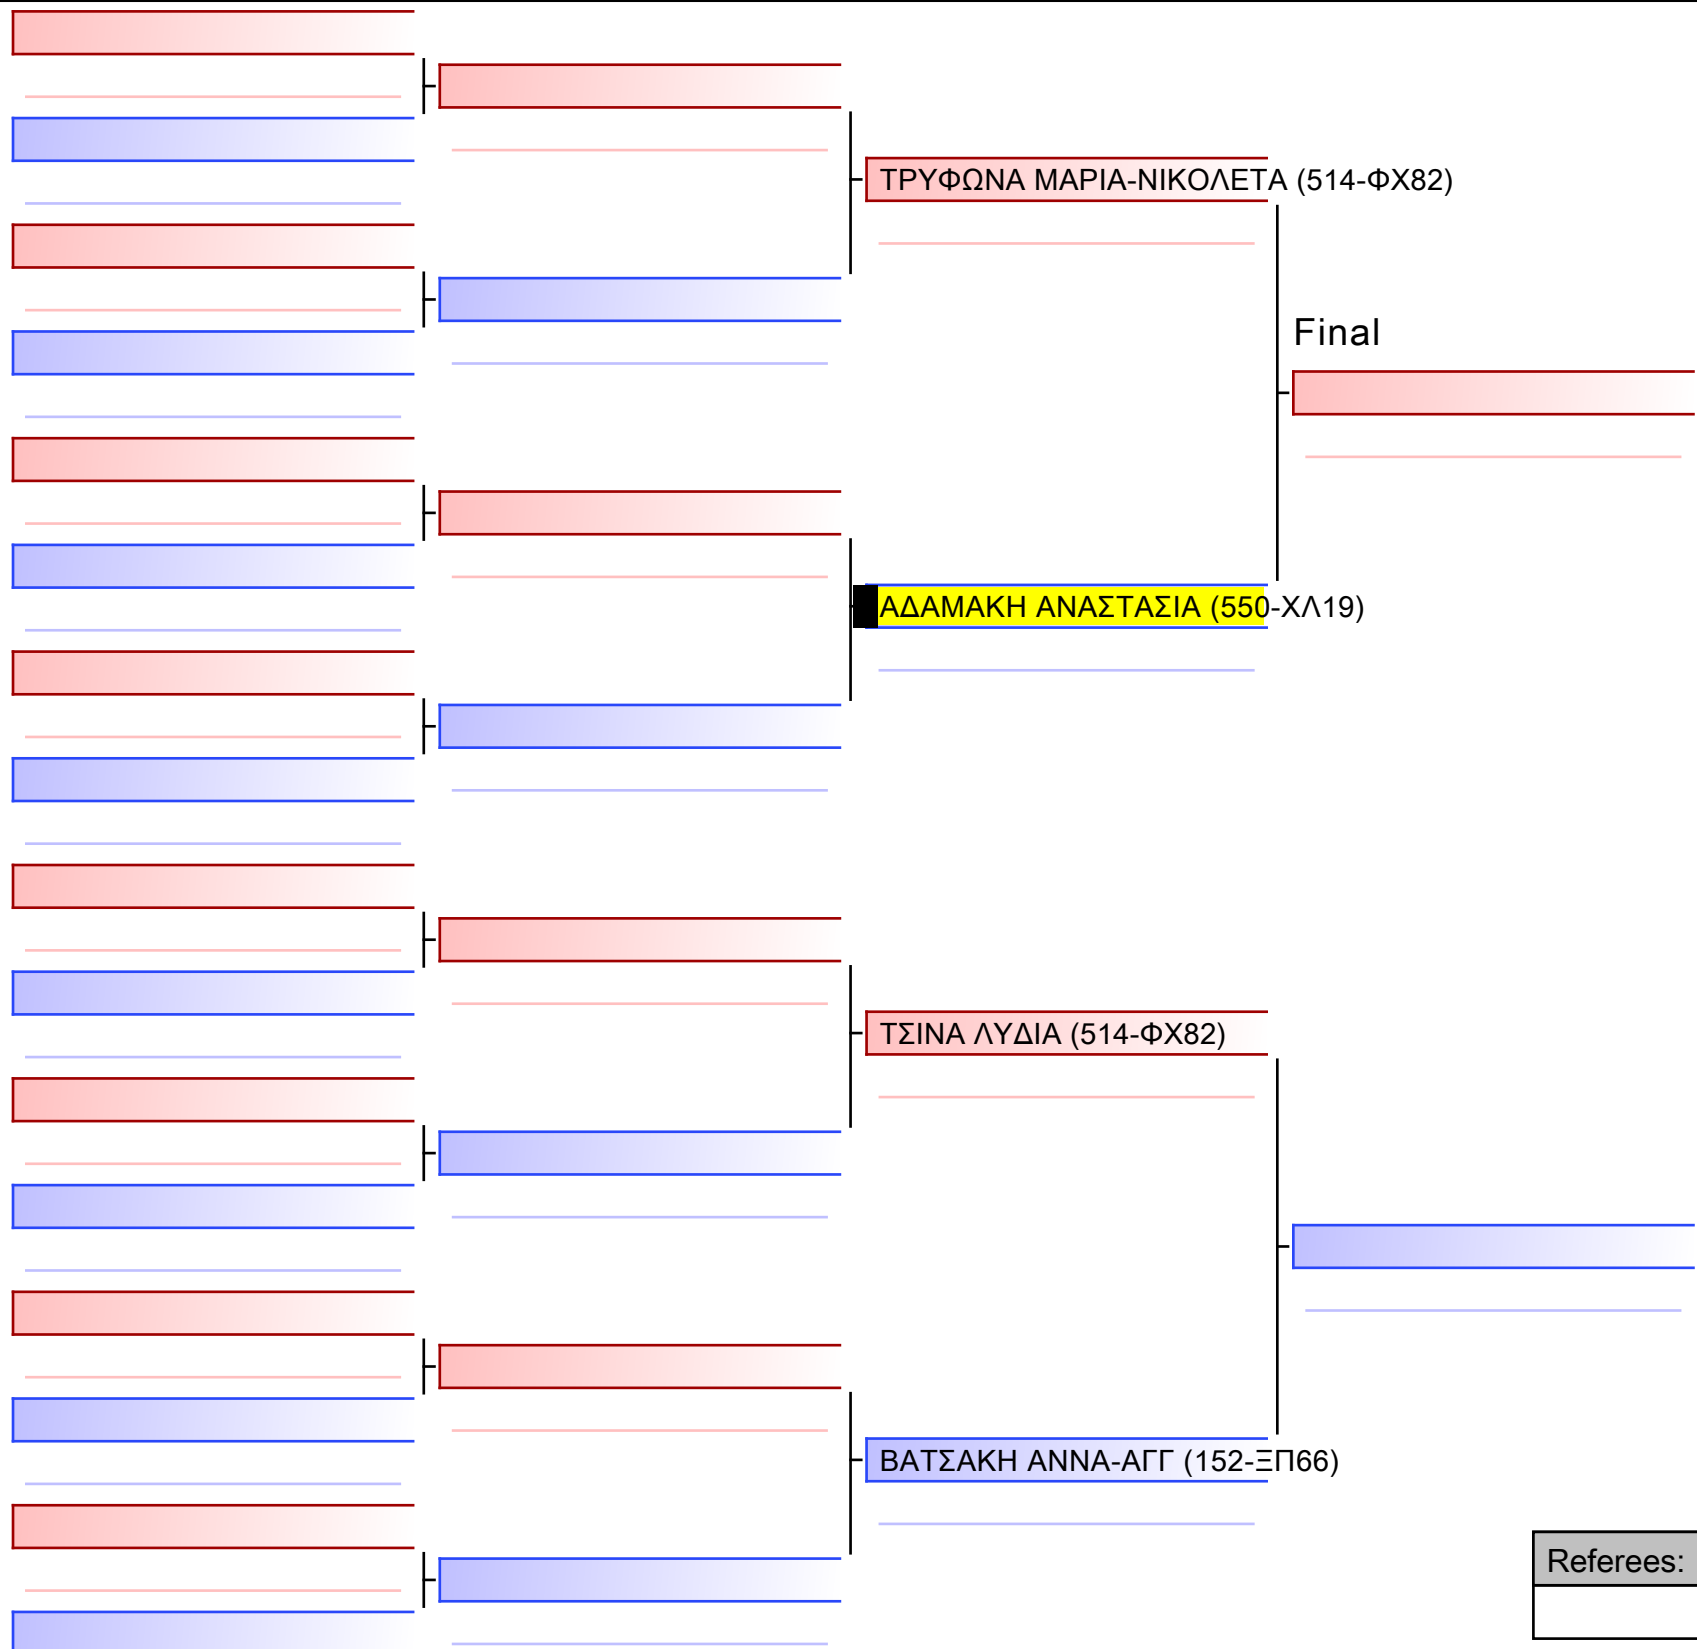 ΤΡΥΦΩΝΑ ΜΑΡΙΑ-ΝΙΚΟΛΕΤΑ (514-ΦΧ82)
Final
ΑΔΑΜΑΚΗ ΑΝΑΣΤΑΣΙΑ (550-ΧΛ19)
ΤΣΙΝΑ ΛΥΔΙΑ (514-ΦΧ82)
ΒΑΤΣΑΚΗ ΑΝΝΑ-ΑΓΓ (152-ΞΠ66)
Referees: